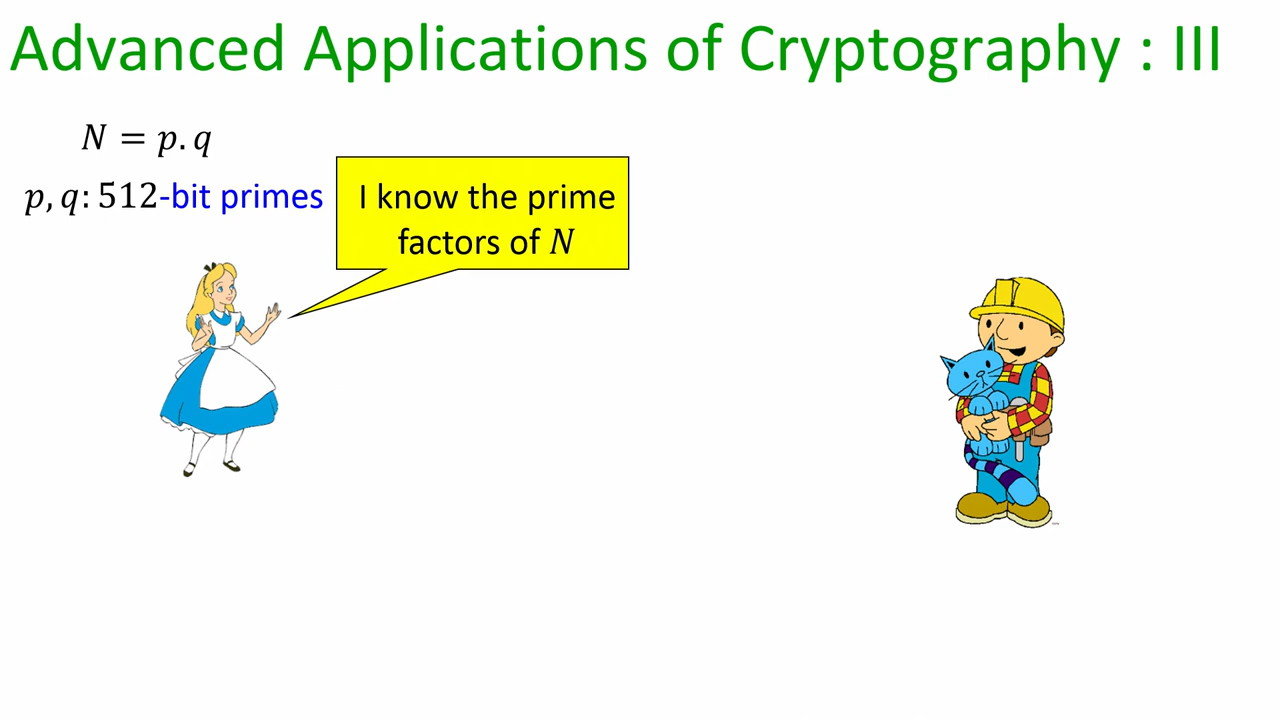 Advanced Applications of Cryptography : III
N = p. q
p, q: 512-bit primes
I know the prime
factors of N